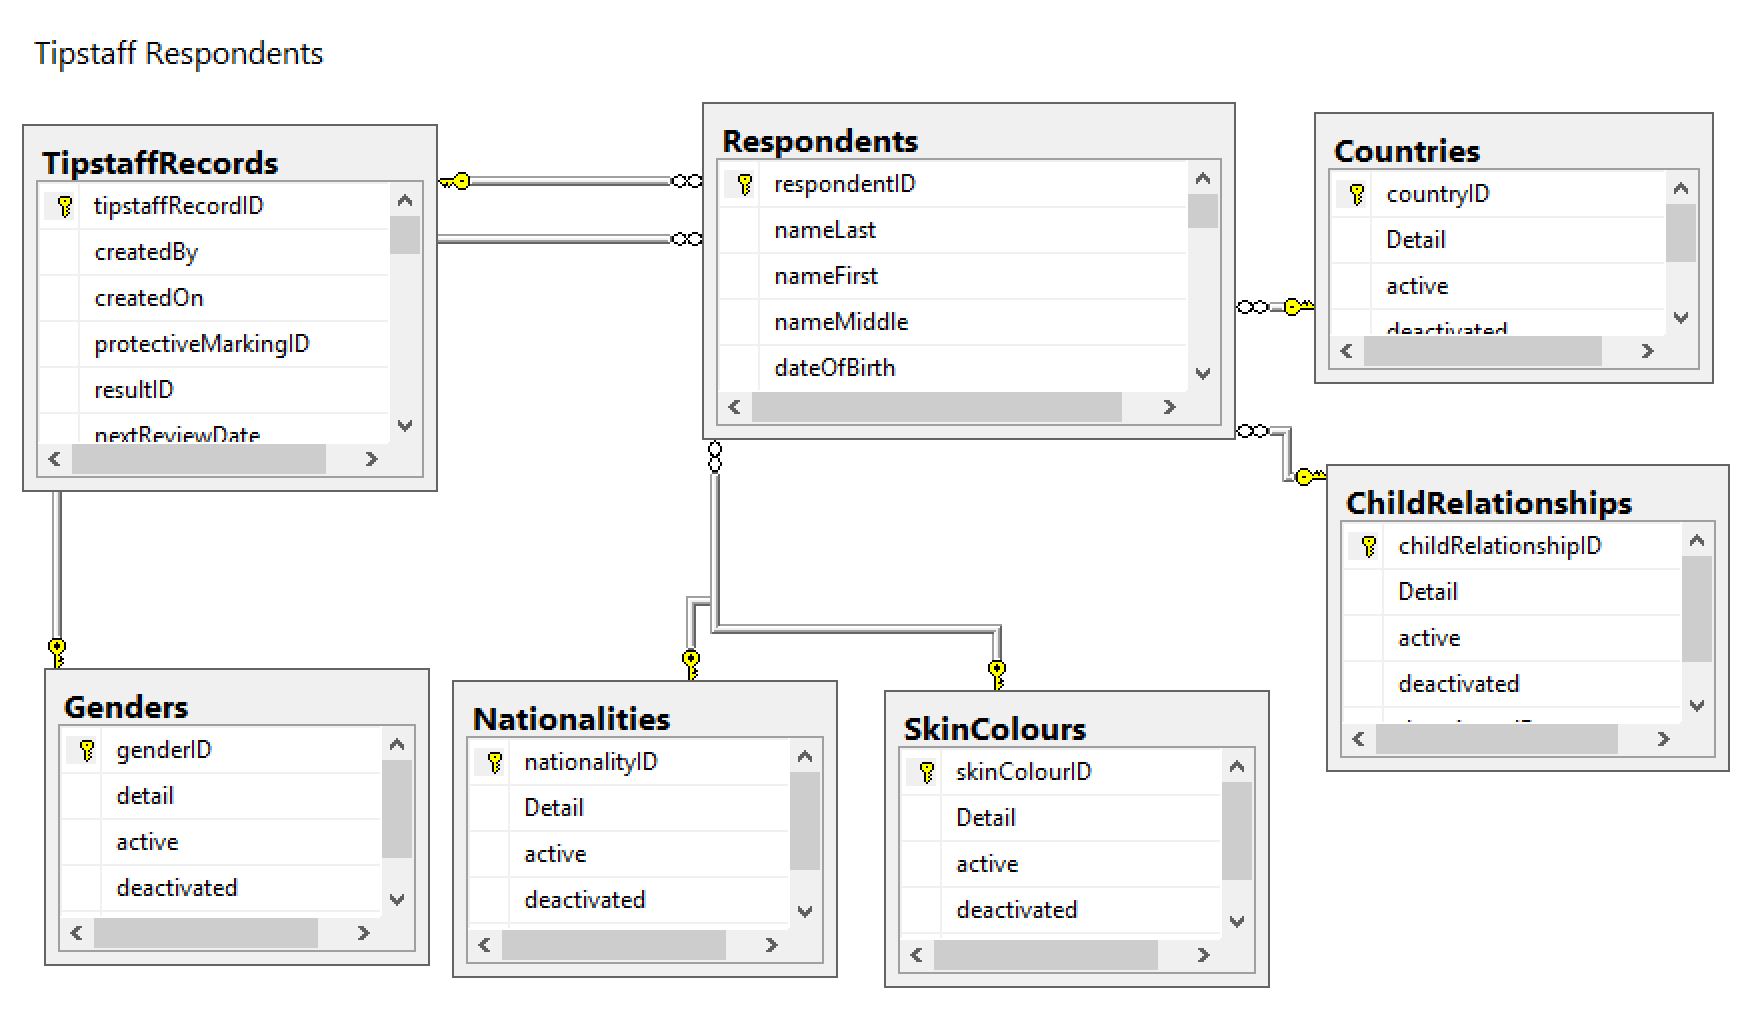 Tipstaff Respondents
TipstaffRecords
tipstaffRecordID
createdBy
createdOn
protectiveMarkingID
resultID
nextReviewDate
Respondents
respondentID
nameLast
nameFirst
nameMiddle
dateOfBirth
Countries
countryID
Detail
active
deactivated
ChildRelationships
childRelationshipID
Detail
active
deactivated
Genders
genderID
detail
active
deactivated
Nationalities
nationalityID
Detail
active
deactivated
SkinColours
skinColourID
Detail
active
deactivated